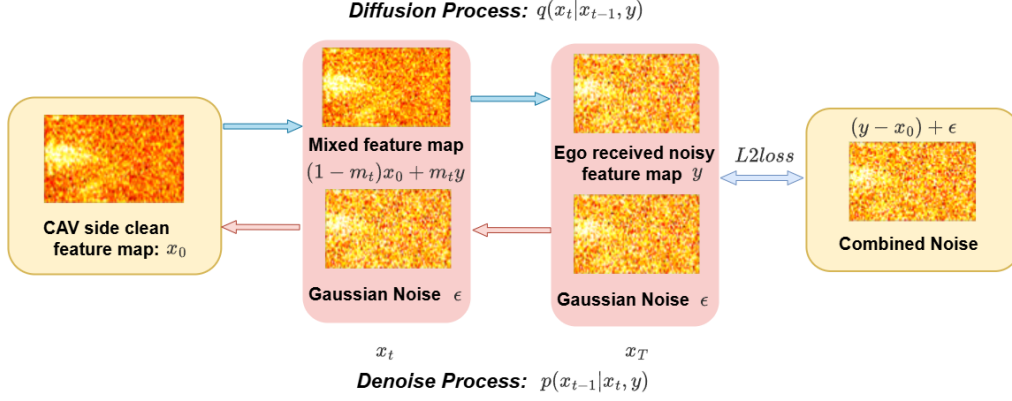 Diffusion Process: q(x_t|x_{t-1}, y)
CAV side clean
feature map: x_0
Mixed feature map
(1 − m_t)x_0 + m_t y
Gaussian Noise ϵ
x_t
Ego received noisy
feature map y
Gaussian Noise ϵ
x_T
L2loss
(y − x_0) + ϵ
Combined Noise
Denoise Process: p(x_{t-1}|x_t, y)